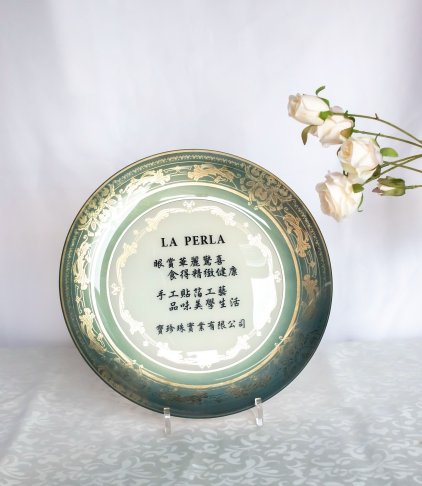 LA PERLA
眼賞華麗驚喜
食得精緻健康
手工貼箔工藝
品味美學生活
寶珍珠實業有限公司